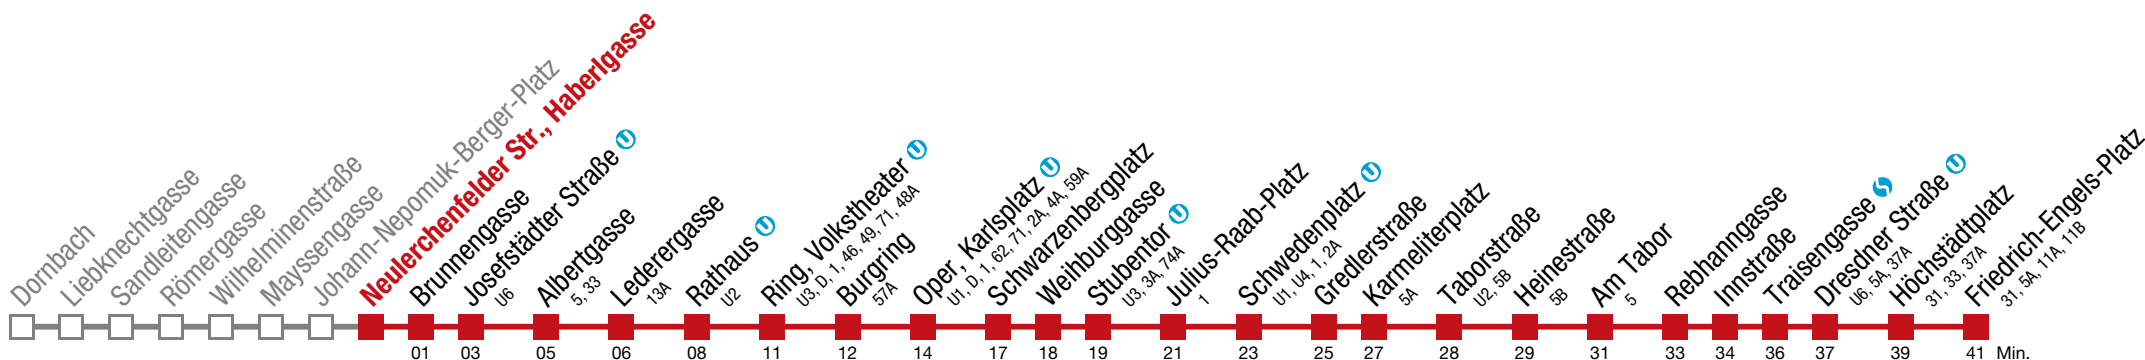 Dornbach
Liebknechtgasse
Sandleitengasse
Römergasse
Wilhelminenstraße
Mayssengasse
Johann-Nepomuk-Berger-Platz
Neulerchenfelder Str., Haberlgasse
Brunnengasse
Josefstädter Straße U
U6
Albertgasse
5, 33
Lederergasse
13A
Rathaus U
U2
Ring, Volkstheater U
U3, D, 1, 46, 49, 71, 48A
Burgring
57A
Oper, Karlsplatz U
U1, D, 1, 62, 71, 2A, 4A, 59A
Schwarzenbergplatz
Weihburggasse
Stubentor U
U3, 3A, 74A
Julius-Raab-Platz
1
Schwedenplatz U
U1, U4, 1, 2A
Gredlerstraße
Karmeliterplatz
5A
Taborstraße
U2, 5B
Heinestraße
5B
Am Tabor
5
Rebhanngasse
Innstraße
Traisengasse S
Dresdner Straße U
U6, 5A, 37A
Höchstädtplatz
31, 33, 37A
Friedrich-Engels-Platz
31, 5A, 11A, 11B
01 03 05 06 08 11 12 14 17 18 19 21 23 25 27 28 29 31 33 34 36 37 39 41 Min.